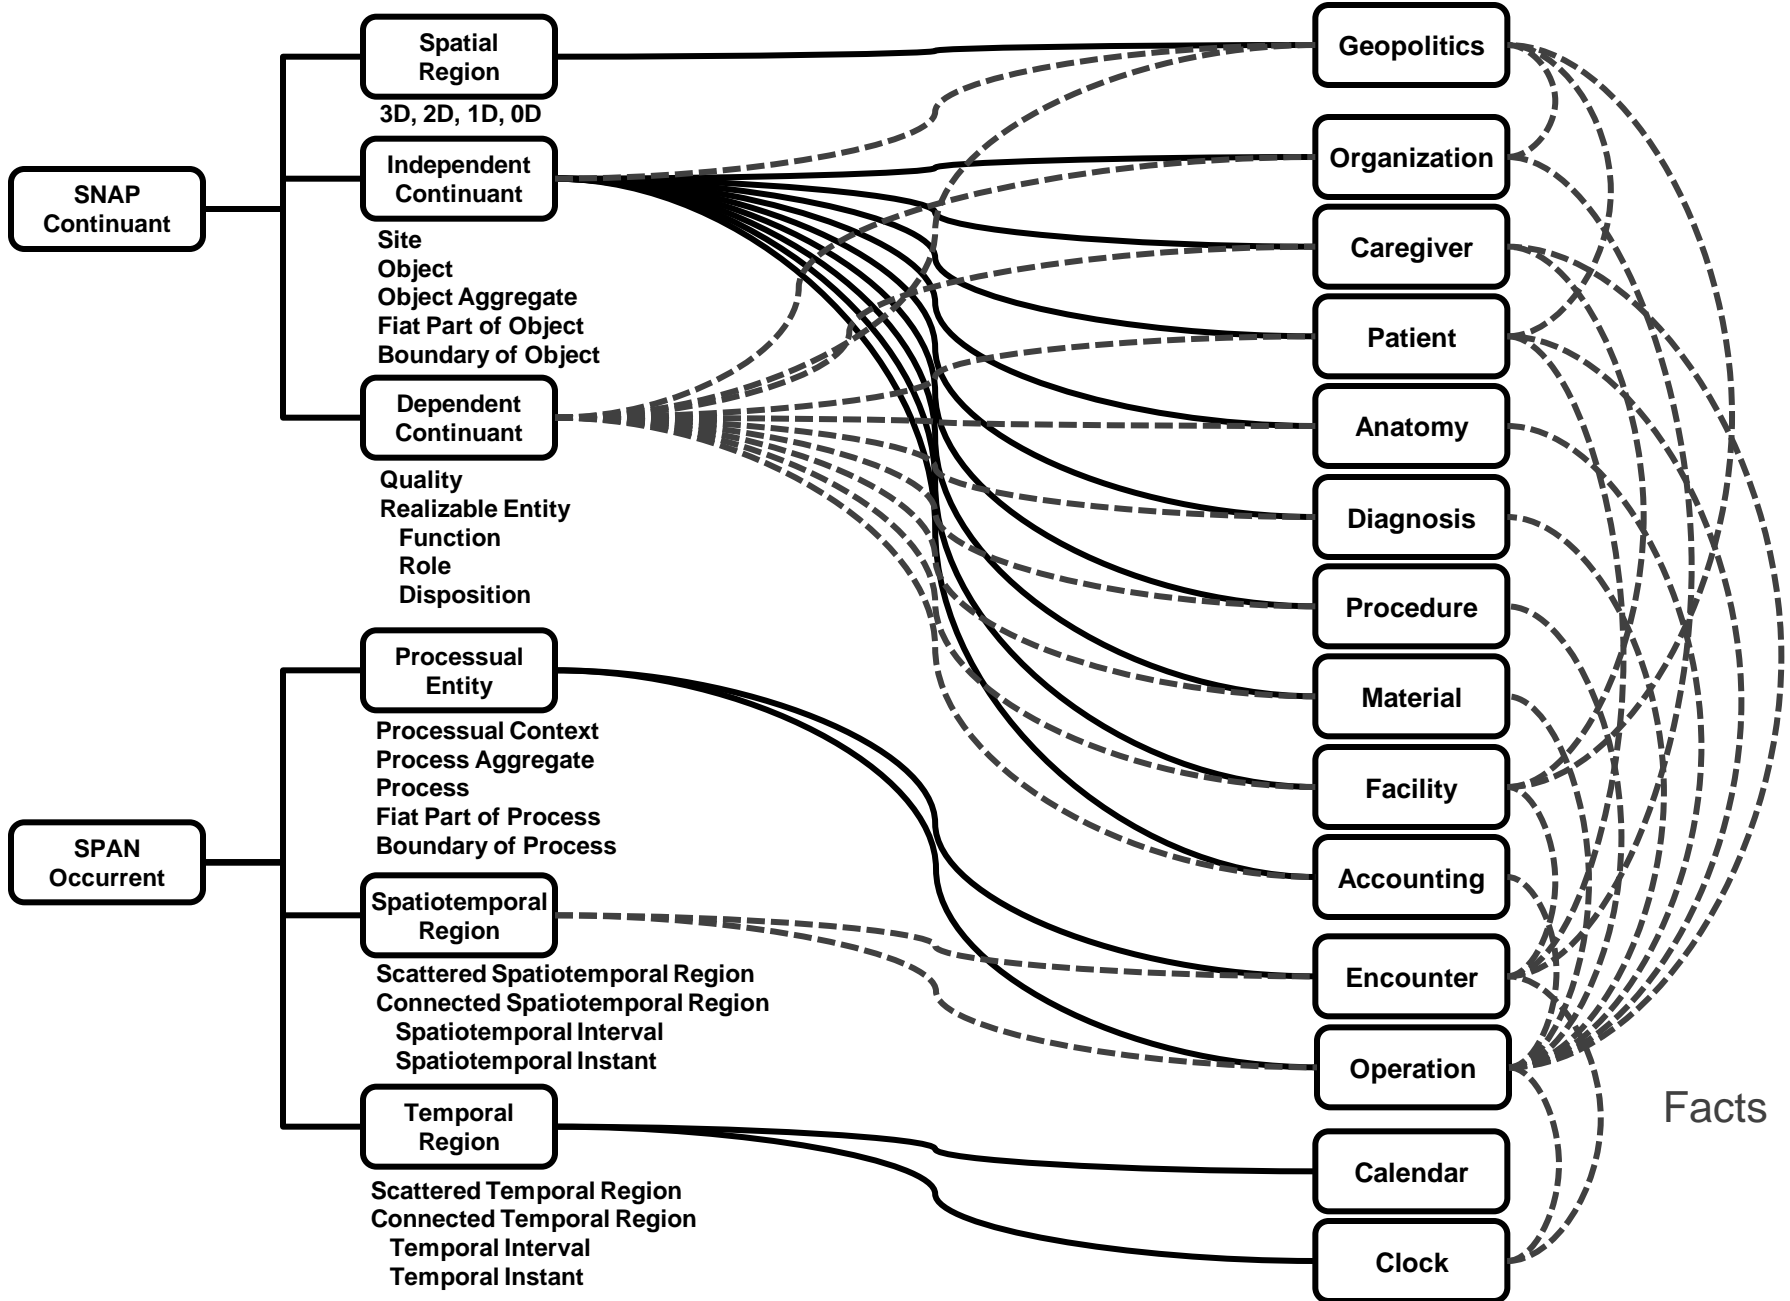 SNAP
Continuant
Spatial
Region
3D, 2D, 1D, 0D
Independent
Continuant
Site
Object
Object Aggregate
Fiat Part of Object
Boundary of Object
Dependent
Continuant
Quality
Realizable Entity
Function
Role
Disposition
SPAN
Occurrent
Processual
Entity
Processual Context
Process Aggregate
Process
Fiat Part of Process
Boundary of Process
Spatiotemporal
Region
Scattered Spatiotemporal Region
Connected Spatiotemporal Region
Spatiotemporal Interval
Spatiotemporal Instant
Temporal
Region
Scattered Temporal Region
Connected Temporal Region
Temporal Interval
Temporal Instant
Geopolitics
Organization
Caregiver
Patient
Anatomy
Diagnosis
Procedure
Material
Facility
Accounting
Encounter
Operation
Calendar
Clock
Facts